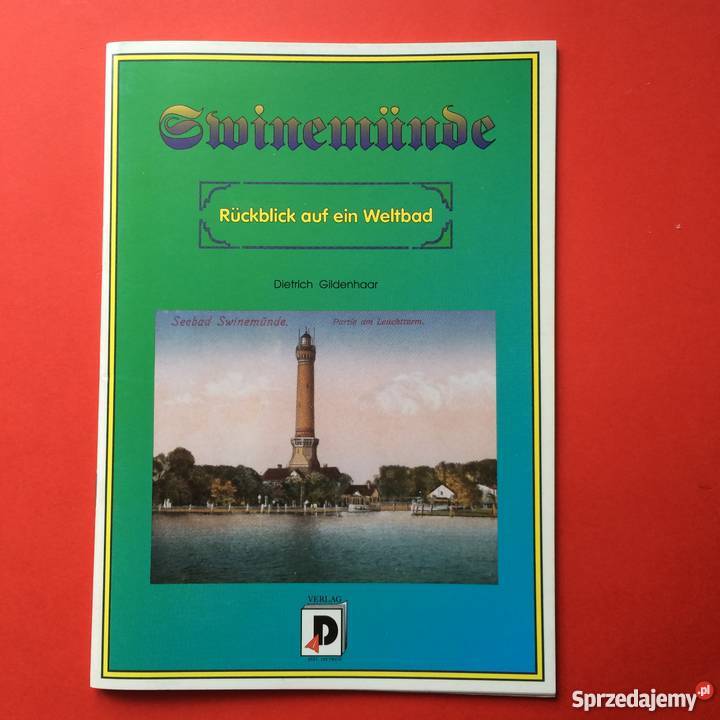 Swinemünde
Rückblick auf ein Weltbad
Dietrich Gildenhaar
Seebad Swinemünde. Partie am Leuchtturm.
VERLAG
D
Sprzedajemy.pl